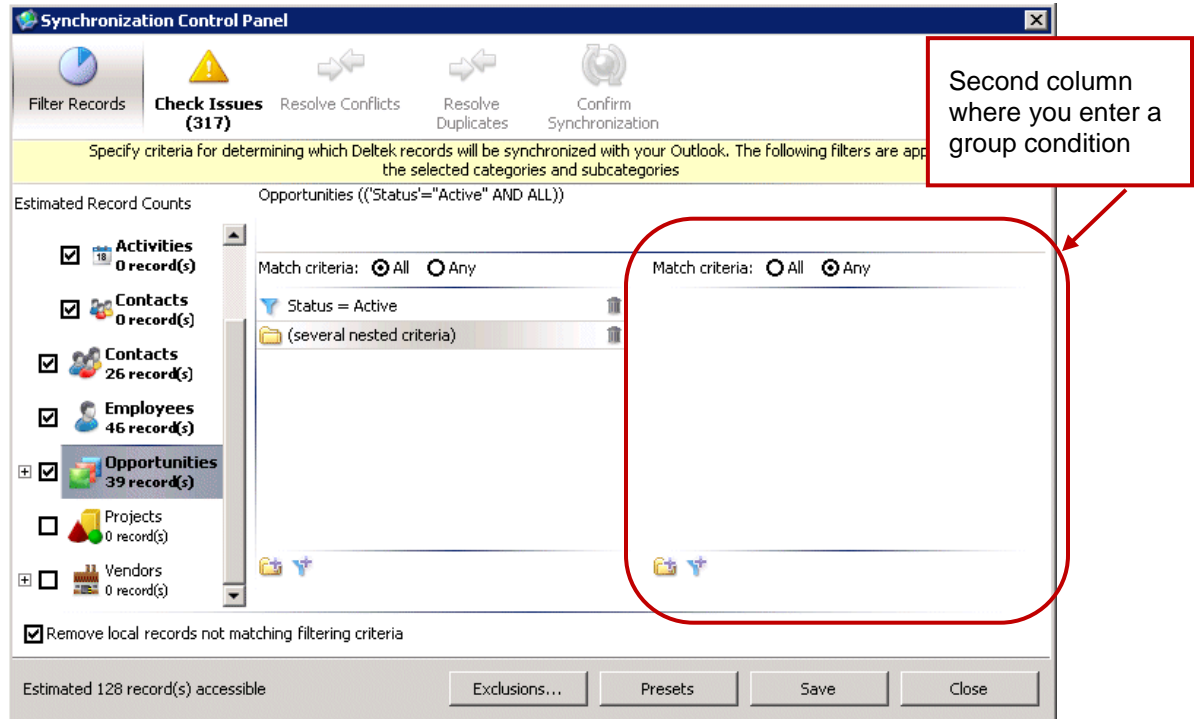 Synchronization Control Panel
Filter Records
Check Issues
(317)
Resolve Conflicts
Resolve
Duplicates
Confirm
Synchronization
Second column
where you enter a
group condition
Specify criteria for determining which Deltek records will be synchronized with your Outlook. The following filters are app
the selected categories and subcategories
Estimated Record Counts
Opportunities (('Status'="Active" AND ALL))
Activities
0 record(s)
Contacts
0 record(s)
Contacts
26 record(s)
Employees
46 record(s)
Opportunities
39 record(s)
Projects
0 record(s)
Vendors
0 record(s)
Match criteria: All Any
Status = Active
(several nested criteria)
Match criteria: All Any
Remove local records not matching filtering criteria
Estimated 128 record(s) accessible
Exclusions...
Presets
Save
Close